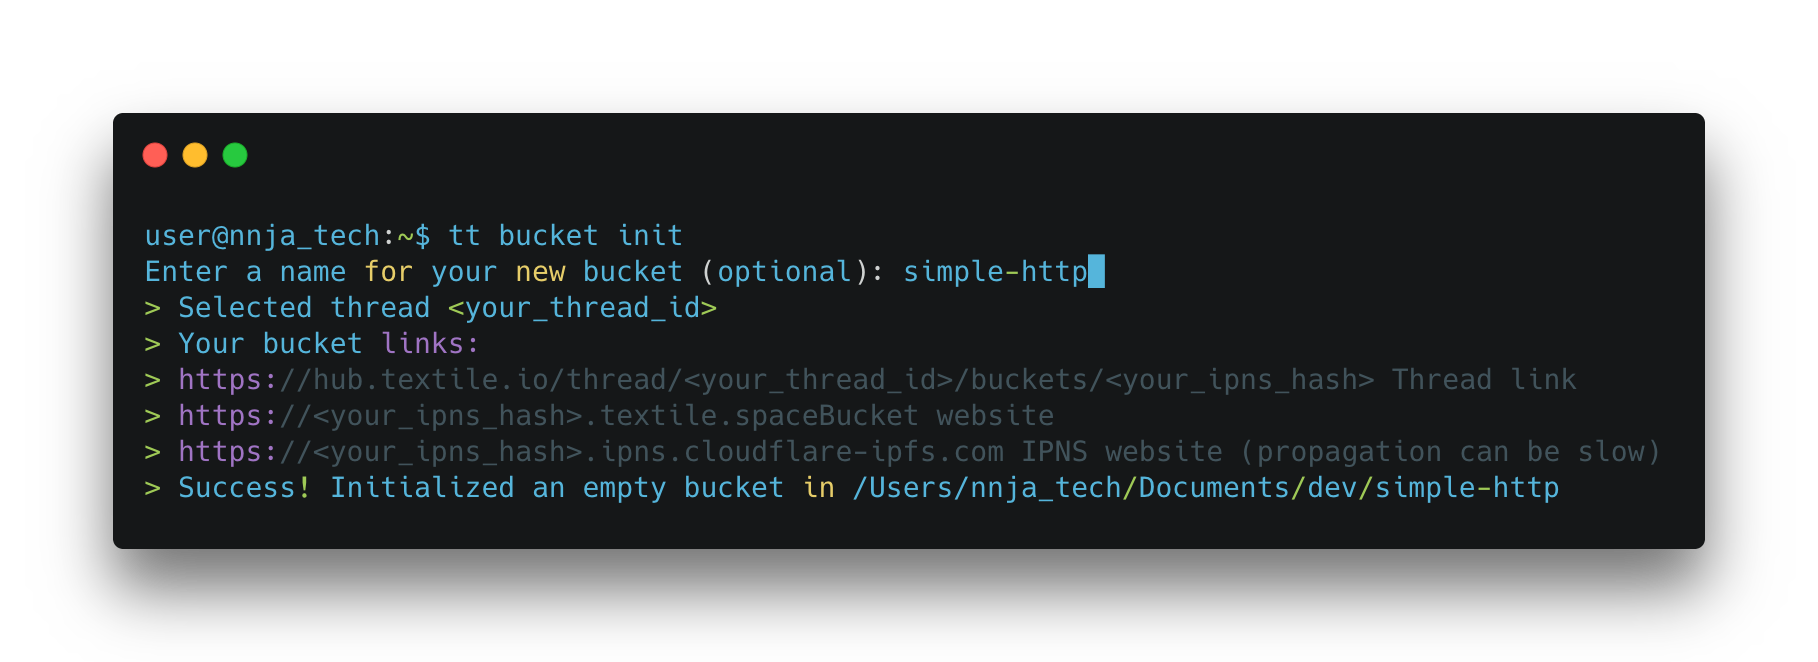 user@nnja_tech:~$ tt bucket init
Enter a name for your new bucket (optional): simple-http
> Selected thread <your_thread_id>
> Your bucket links:
> https://hub.textile.io/thread/<your_thread_id>/buckets/<your_ipns_hash> Thread link
> https://<your_ipns_hash>.textile.spaceBucket website
> https://<your_ipns_hash>.ipns.cloudflare-ipfs.com IPNS website (propagation can be slow)
> Success! Initialized an empty bucket in /Users/nnja_tech/Documents/dev/simple-http